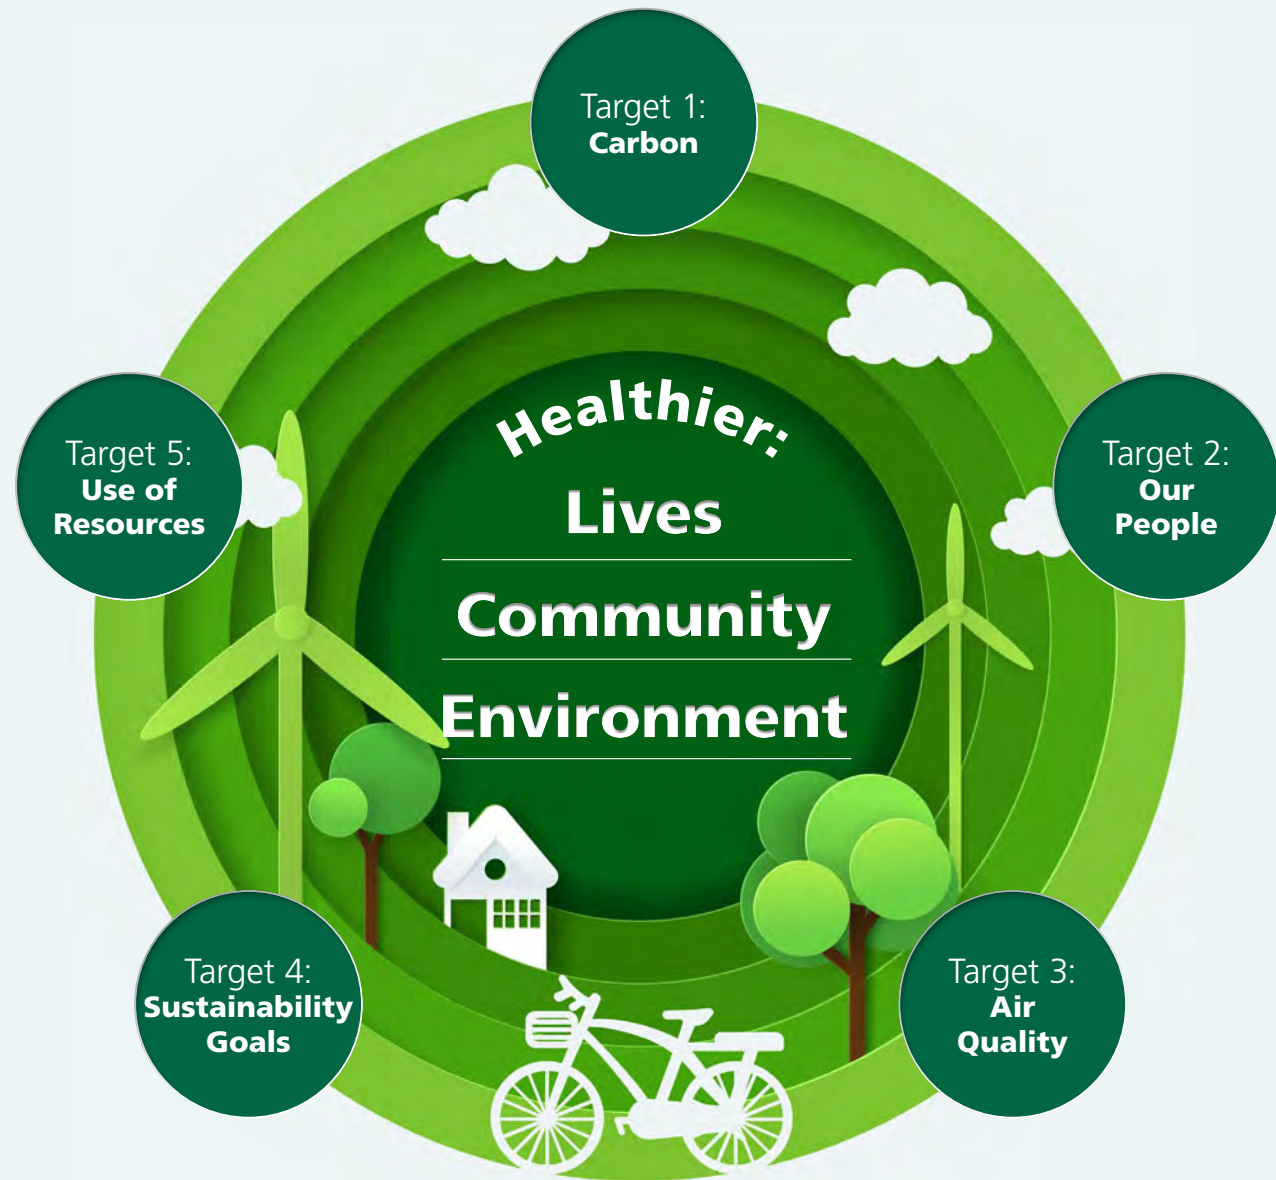 Target 1:
Carbon
Target 2:
Our
People
Target 3:
Air
Quality
Target 4:
Sustainability
Goals
Target 5:
Use of
Resources
Healthier:
Lives
Community
Environment